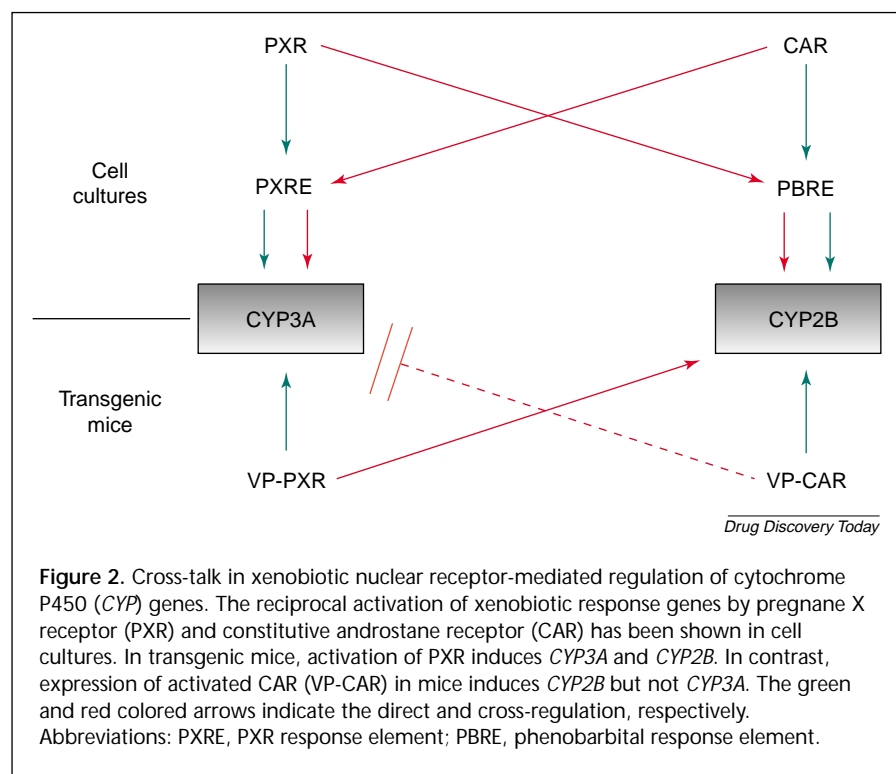 PXR
CAR
Cell
cultures
PXRE
PBRE
CYP3A
CYP2B
Transgenic
mice
VP-PXR
VP-CAR
Drug Discovery Today
Figure 2. Cross-talk in xenobiotic nuclear receptor-mediated regulation of cytochrome
P450 (CYP) genes. The reciprocal activation of xenobiotic response genes by pregnane X
receptor (PXR) and constitutive androstane receptor (CAR) has been shown in cell
cultures. In transgenic mice, activation of PXR induces CYP3A and CYP2B. In contrast,
expression of activated CAR (VP-CAR) in mice induces CYP2B but not CYP3A. The green
and red colored arrows indicate the direct and cross-regulation, respectively.
Abbreviations: PXRE, PXR response element; PBRE, phenobarbital response element.